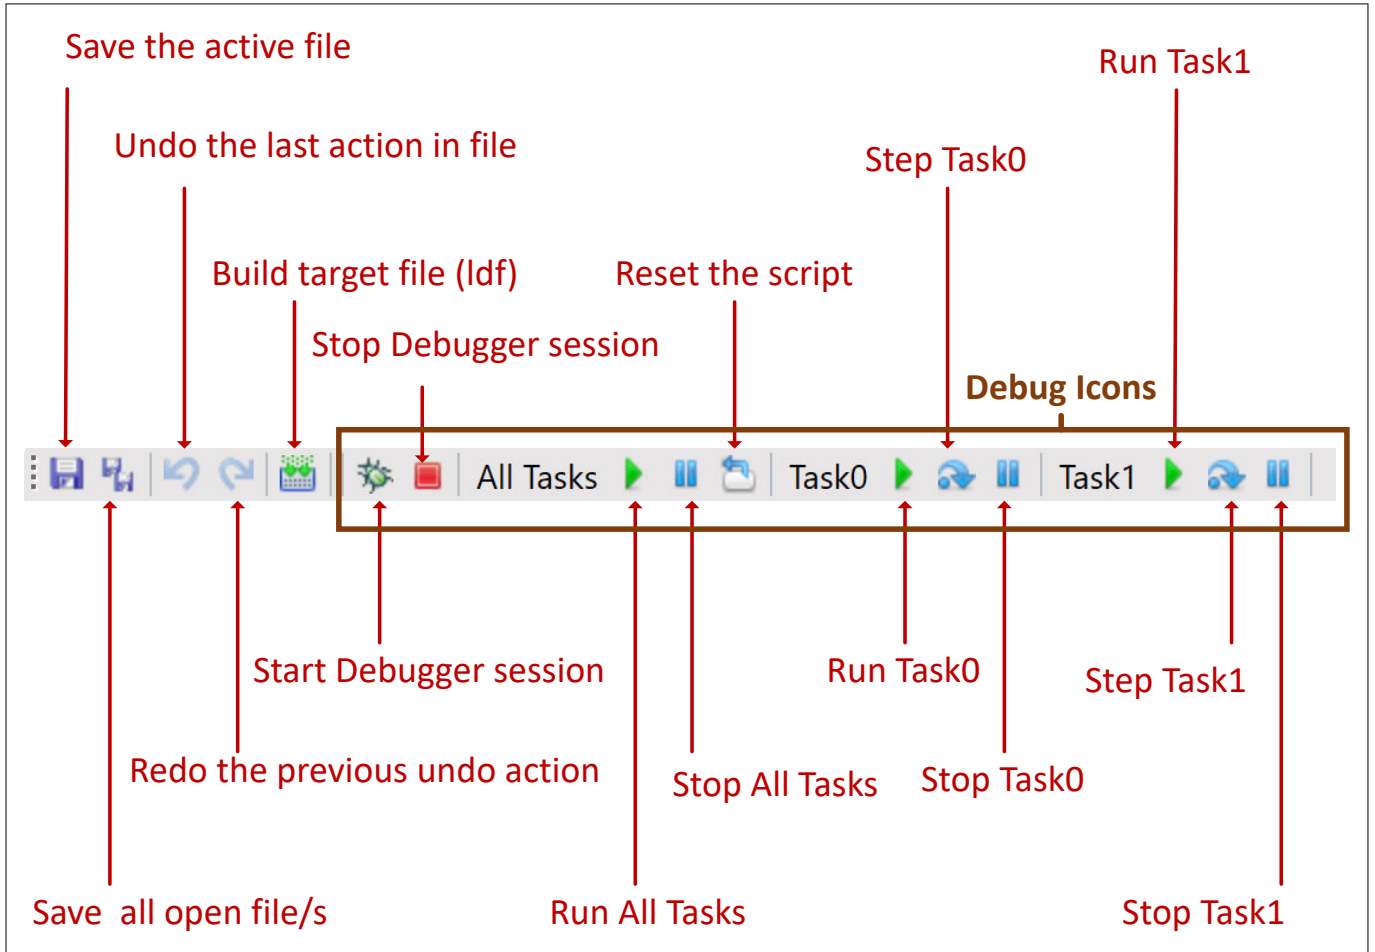 Save the active file
Run Task1
Undo the last action in file
Step Task0
Build target file (ldf)
Reset the script
Stop Debugger session
Debug Icons
All Tasks
Task0
Task1
Start Debugger session
Run Task0
Step Task1
Redo the previous undo action
Stop All Tasks
Stop Task0
Save  all open file/s
Run All Tasks
Stop Task1